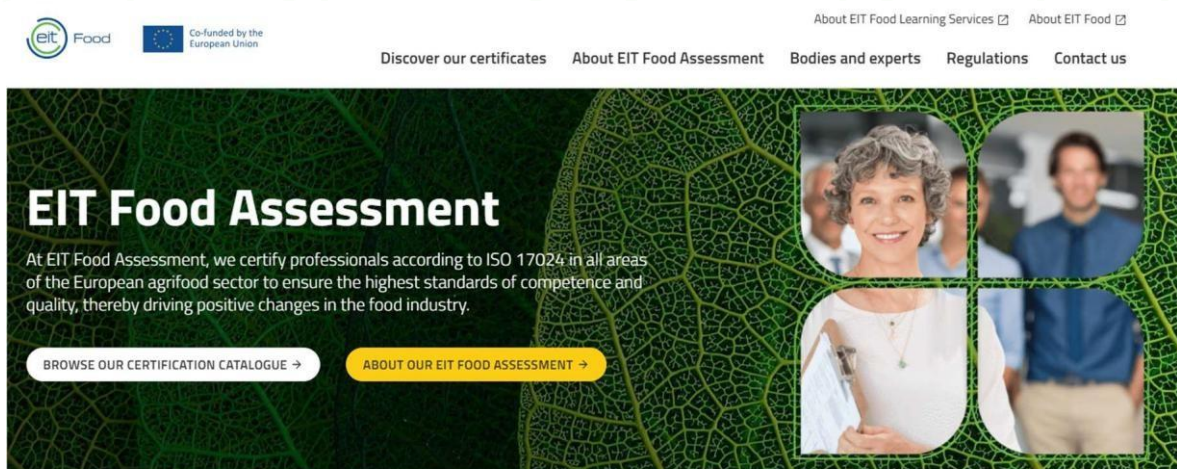 eit Food
Co-funded by the
European Union
About EIT Food Learning Services
About EIT Food
Discover our certificates
About EIT Food Assessment
Bodies and experts
Regulations
Contact us
EIT Food Assessment
At EIT Food Assessment, we certify professionals according to ISO 17024 in all areas
of the European agrifood sector to ensure the highest standards of competence and
quality, thereby driving positive changes in the food industry.
BROWSE OUR CERTIFICATION CATALOGUE →
ABOUT OUR EIT FOOD ASSESSMENT →